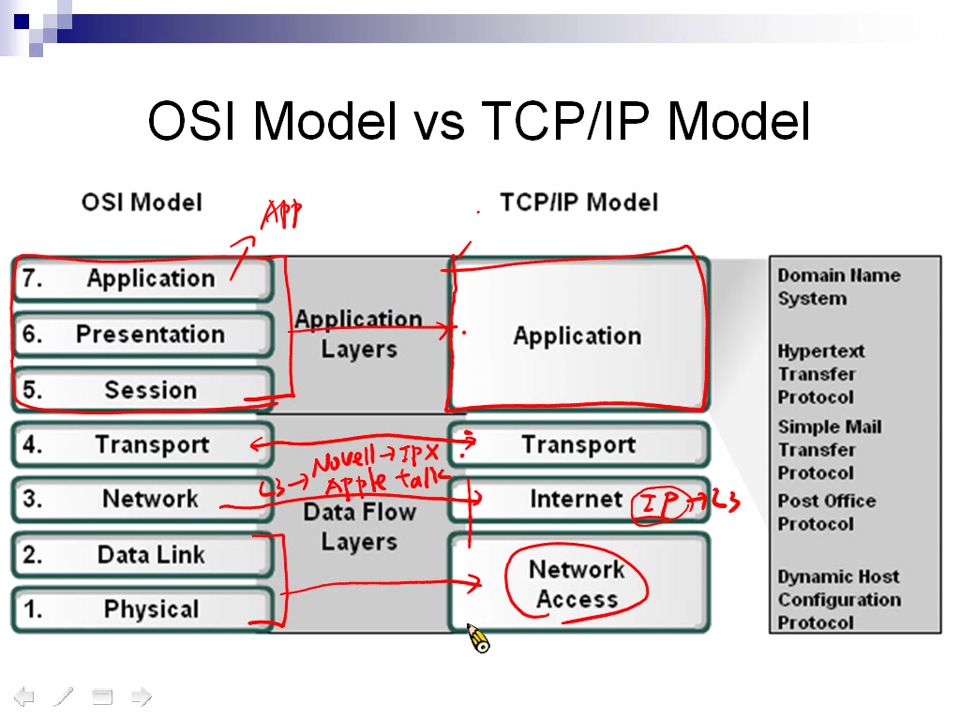 OSI Model vs TCP/IP Model
OSI Model
TCP/IP Model
APP
7. Application
6. Presentation
5. Session
4. Transport
3. Network
2. Data Link
1. Physical
Application
Layers
Novell → IPX
L3 → Apple talk
Data Flow
Layers
Application
Transport
Internet
IP → L3
Network
Access
Domain Name
System
Hypertext
Transfer
Protocol
Simple Mail
Transfer
Protocol
Post Office
Protocol
Dynamic Host
Configuration
Protocol